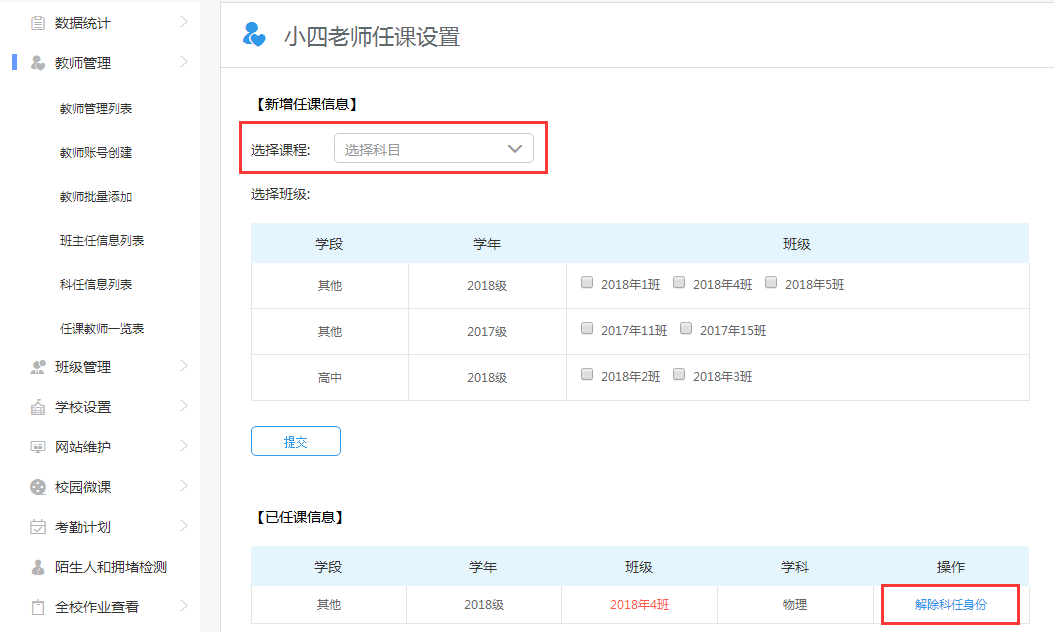 数据统计
教师管理
教师管理列表
教师账号创建
教师批量添加
班主任信息列表
科任信息列表
任课教师一览表
班级管理
学校设置
网站维护
校园微课
考勤计划
陌生人和拥堵检测
全校作业查看
小四老师任课设置
【新增任课信息】
选择课程: 选择科目
选择班级:
学段 学年 班级
其他 2018级 2018年1班 2018年4班 2018年5班
其他 2017级 2017年11班 2017年15班
高中 2018级 2018年2班 2018年3班
提交
【已任课信息】
学段 学年 班级 学科 操作
其他 2018级 2018年4班 物理 解除科任身份